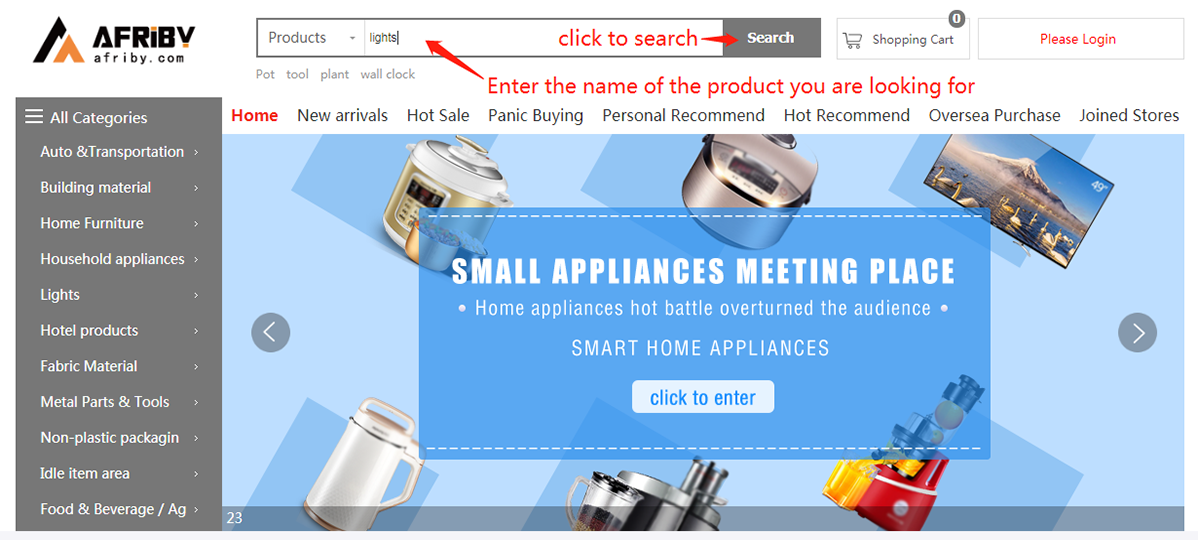 AFRiBY
afriby.com
Products
lights
click to search
Search
0
Shopping Cart
Please Login
Pot tool plant wall clock
Enter the name of the product you are looking for
All Categories
Home New arrivals Hot Sale Panic Buying Personal Recommend Hot Recommend Oversea Purchase Joined Stores
Auto &Transportation ›
Building material ›
Home Furniture ›
Household appliances ›
Lights ›
Hotel products ›
Fabric Material ›
Metal Parts & Tools ›
Non-plastic packagin ›
Idle item area ›
Food & Beverage / Ag ›
49"
SMALL APPLIANCES MEETING PLACE
• Home appliances hot battle overturned the audience •
SMART HOME APPLIANCES
click to enter
23